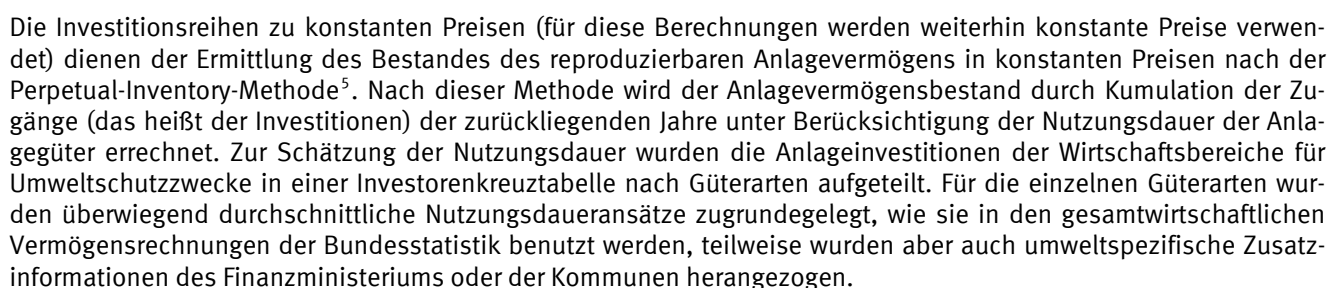 Die Investitionsreihen zu konstanten Preisen (für diese Berechnungen werden weiterhin konstante Preise verwen-
det) dienen der Ermittlung des Bestandes des reproduzierbaren Anlagevermögens in konstanten Preisen nach der
Perpetual-Inventory-Methode⁵. Nach dieser Methode wird der Anlagevermögensbestand durch Kumulation der Zu-
gänge (das heißt der Investitionen) der zurückliegenden Jahre unter Berücksichtigung der Nutzungsdauer der Anla-
gegüter errechnet. Zur Schätzung der Nutzungsdauer wurden die Anlageinvestitionen der Wirtschaftsbereiche für
Umweltschutzzwecke in einer Investorenkreuztabelle nach Güterarten aufgeteilt. Für die einzelnen Güterarten wur-
den überwiegend durchschnittliche Nutzungsdaueransätze zugrundegelegt, wie sie in den gesamtwirtschaftlichen
Vermögensrechnungen der Bundesstatistik benutzt werden, teilweise wurden aber auch umweltspezifische Zusatz-
informationen des Finanzministeriums oder der Kommunen herangezogen.